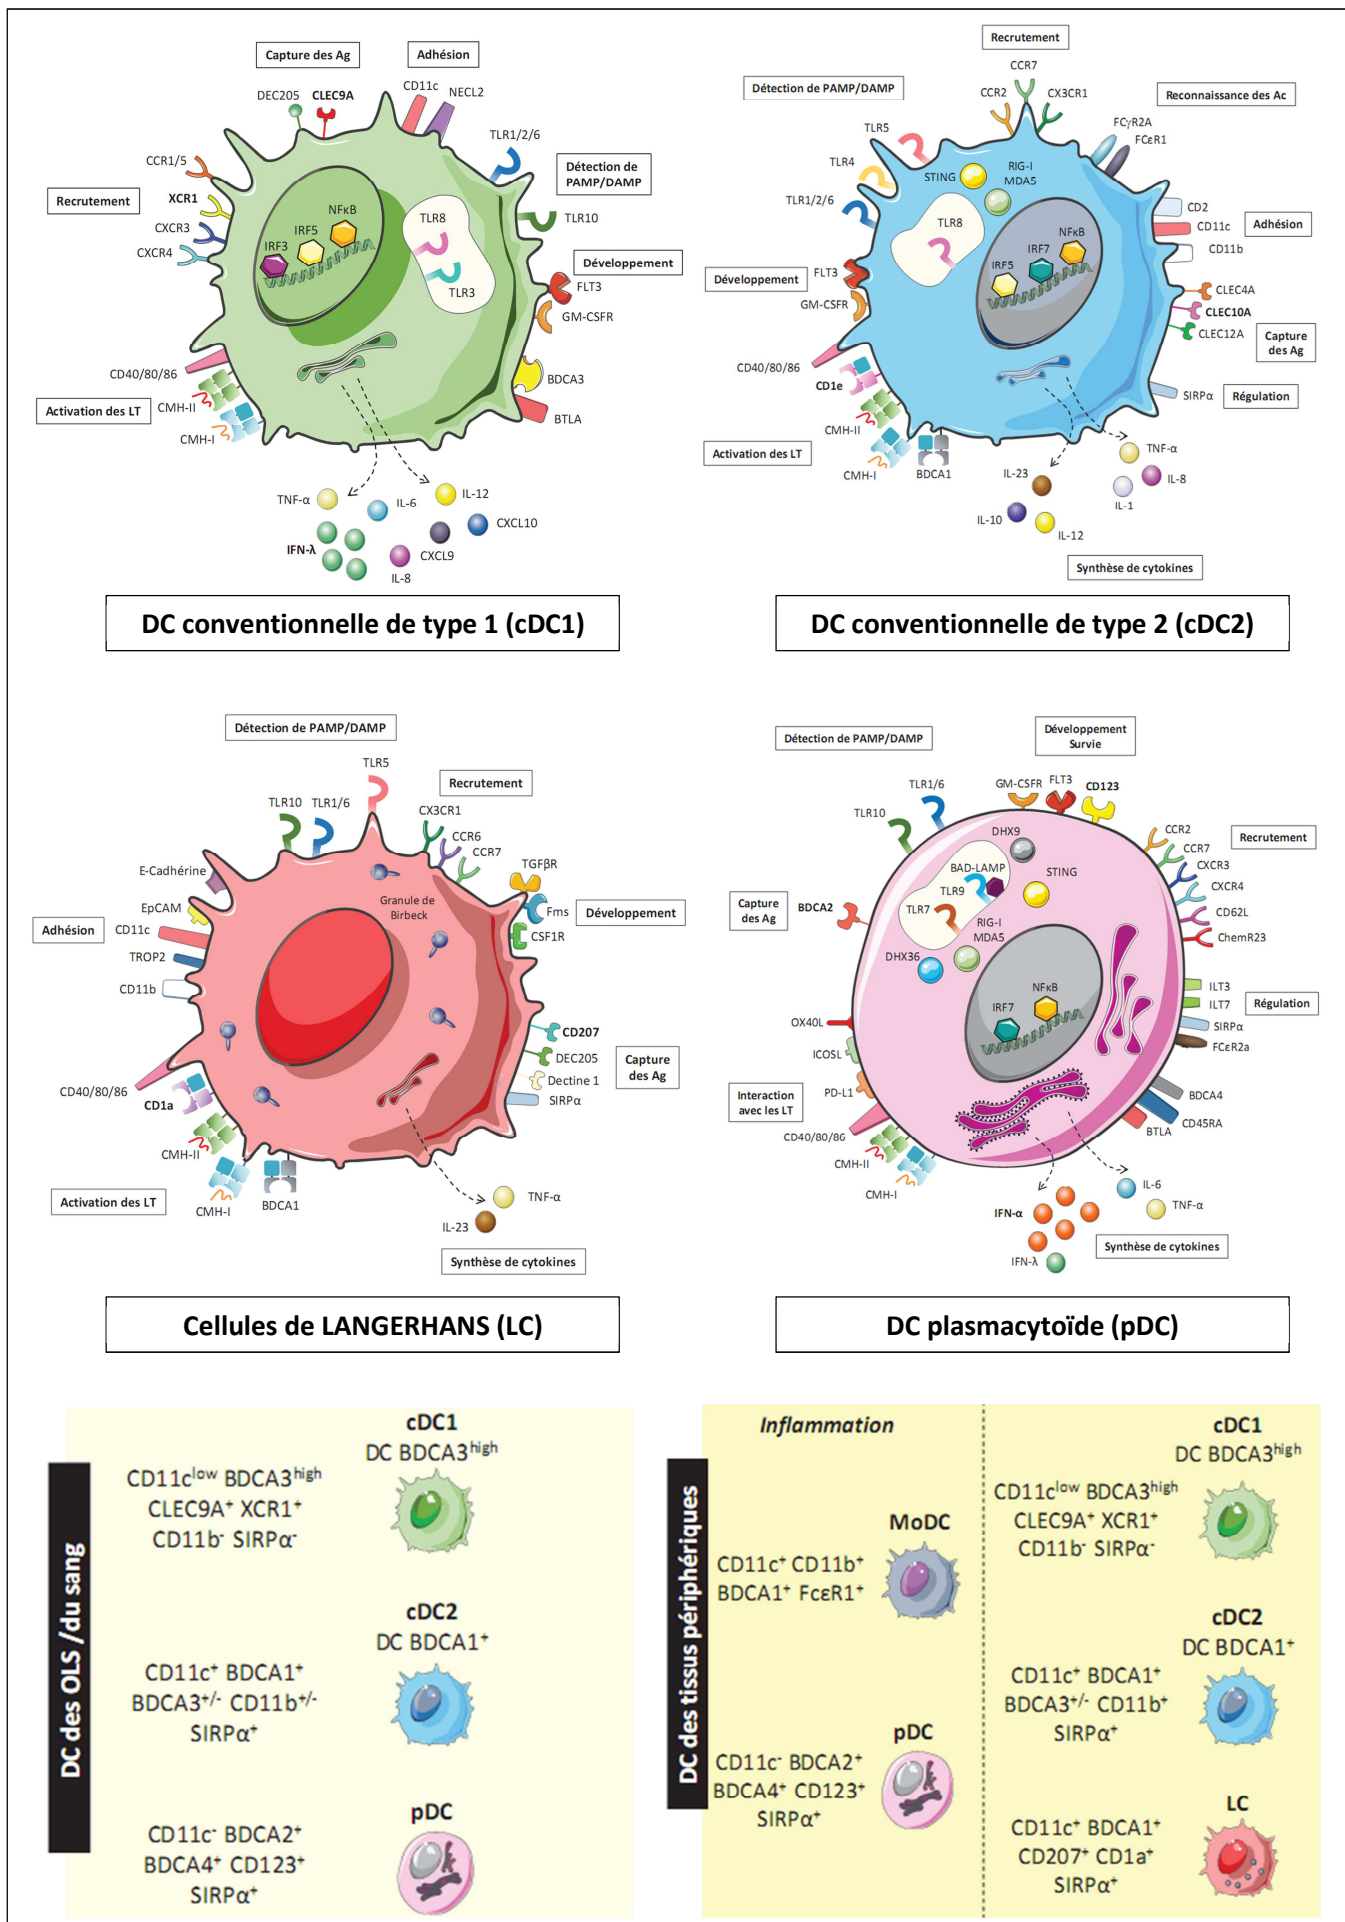 Capture des Ag
Adhésion
DEC205
CLEC9A
CD11c
NECL2
TLR1/2/6
CCR1/5
Détection de
PAMP/DAMP
Recrutement
XCR1
CXCR3
CXCR4
TLR10
NFκB
IRF5
IRF3
TLR8
TLR3
Développement
FLT3
GM-CSFR
CD40/80/86
BDCA3
Activation des LT
CMH-II
CMH-I
BTLA
TNF-α
IL-6
IL-12
CXCL10
IFN-λ
CXCL9
IL-8
DC conventionnelle de type 1 (cDC1)
Recrutement
CCR7
Détection de PAMP/DAMP
CCR2
CX3CR1
Reconnaissance des Ac
FCγR2A
FCεR1
TLR5
TLR4
TLR1/2/6
STING
RIG-I
MDA5
TLR8
CD2
CD11c
Adhésion
CD11b
NFκB
IRF7
IRF5
Développement
FLT3
GM-CSFR
CLEC4A
CLEC10A
CLEC12A
Capture
des Ag
CD40/80/86
CD1e
SIRPα
Régulation
CMH-II
Activation des LT
CMH-I
BDCA1
TNF-α
IL-23
IL-8
IL-1
IL-10
IL-12
Synthèse de cytokines
DC conventionnelle de type 2 (cDC2)
Détection de PAMP/DAMP
TLR5
Recrutement
TLR10
TLR1/6
CX3CR1
CCR6
CCR7
E-Cadhérine
TGFβR
EpCAM
Granule de
Birbeck
Fms
Développement
Adhésion
CD11c
CSF1R
TROP2
CD11b
CD207
DEC205
Capture
des Ag
Dectine 1
SIRPα
CD40/80/86
CD1a
CMH-II
Activation des LT
CMH-I
BDCA1
TNF-α
IL-23
Synthèse de cytokines
Cellules de LANGERHANS (LC)
Développement
Survie
Détection de PAMP/DAMP
TLR1/6
GM-CSFR
FLT3
CD123
TLR10
DHX9
CCR2
Recrutement
CCR7
BAD-LAMP
CXCR3
STING
TLR9
CXCR4
Capture
des Ag
BDCA2
TLR7
CD62L
RIG-I
MDA5
ChemR23
DHX36
ILT3
ILT7
Régulation
NFκB
IRF7
OX40L
SIRPα
ICOSL
FCεR2a
Interaction
avec les LT
PD-L1
BDCA4
CD45RA
BTLA
CD40/80/86
CMH-II
CMH-I
IL-6
TNF-α
IFN-α
Synthèse de cytokines
IFN-λ
DC plasmacytoïde (pDC)
DC des OLS /du sang
cDC1
DC BDCA3high
CD11clow BDCA3high
CLEC9A+ XCR1+
CD11b- SIRPα-
cDC2
DC BDCA1+
CD11c+ BDCA1+
BDCA3+/- CD11b+/-
SIRPα+
pDC
CD11c- BDCA2+
BDCA4+ CD123+
SIRPα+
DC des tissus périphériques
Inflammation
MoDC
CD11c+ CD11b+
BDCA1+ FcεR1+
pDC
CD11c- BDCA2+
BDCA4+ CD123+
SIRPα+
cDC1
DC BDCA3high
CD11clow BDCA3high
CLEC9A+ XCR1+
CD11b- SIRPα-
cDC2
DC BDCA1+
CD11c+ BDCA1+
BDCA3+/- CD11b+
SIRPα+
LC
CD11c+ BDCA1+
CD207+ CD1a+
SIRPα+